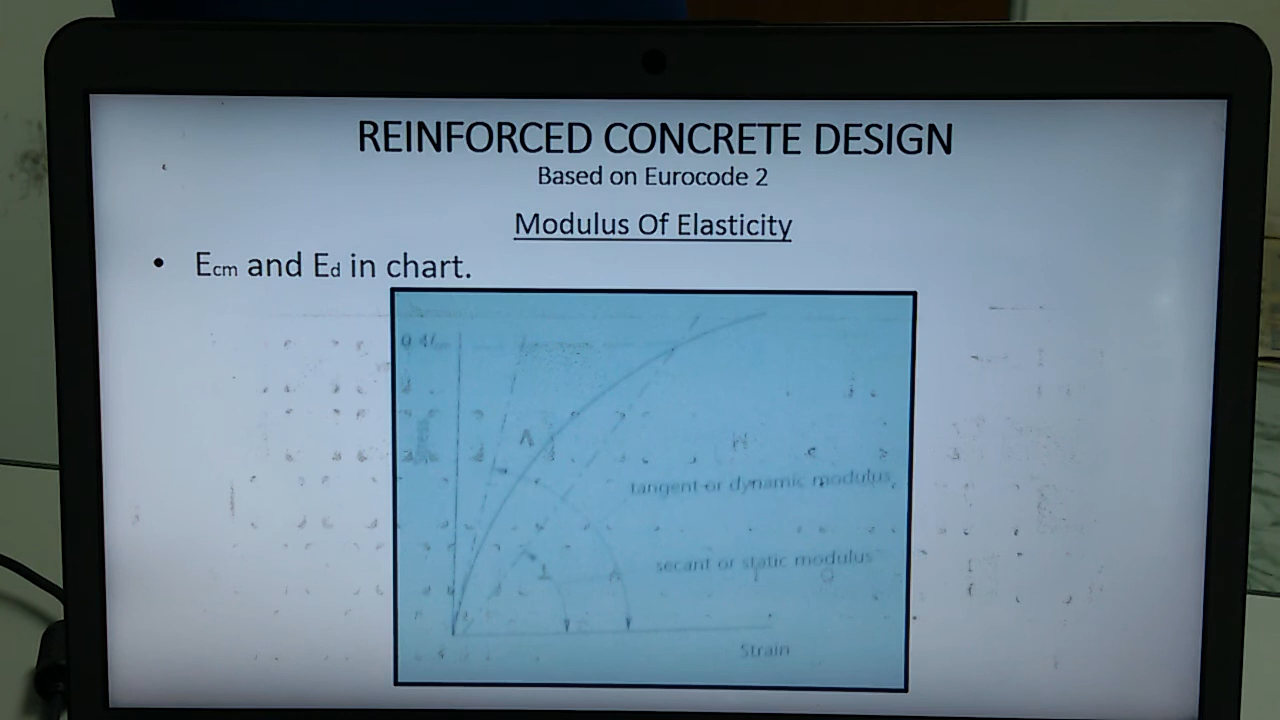 REINFORCED CONCRETE DESIGN
Based on Eurocode 2
Modulus Of Elasticity
• Ecm and Ed in chart.
tangent or dynamic modulus
secant or static modulus
Strain